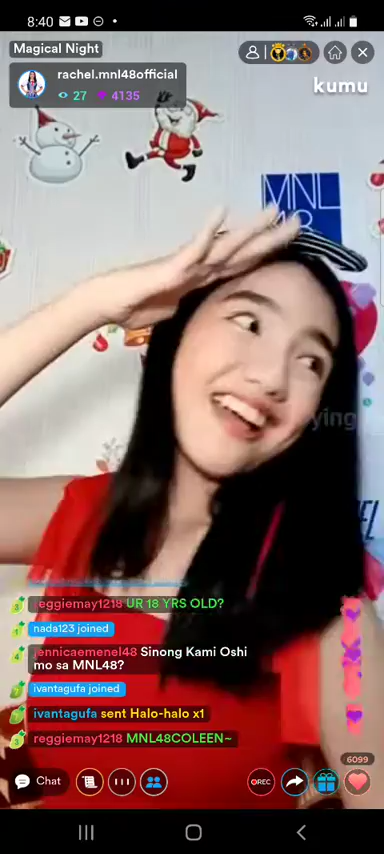 8:40
Magical Night
rachel.mnl48official
27 4135
kumu
MNL
48
ying
reggiemay1218 UR 18 YRS OLD?
nada123 joined
jennicaemenel48 Sinong Kami Oshi
mo sa MNL48?
ivantagufa joined
ivantagufa sent Halo-halo x1
reggiemay1218 MNL48COLEEN~
6099
Chat
REC